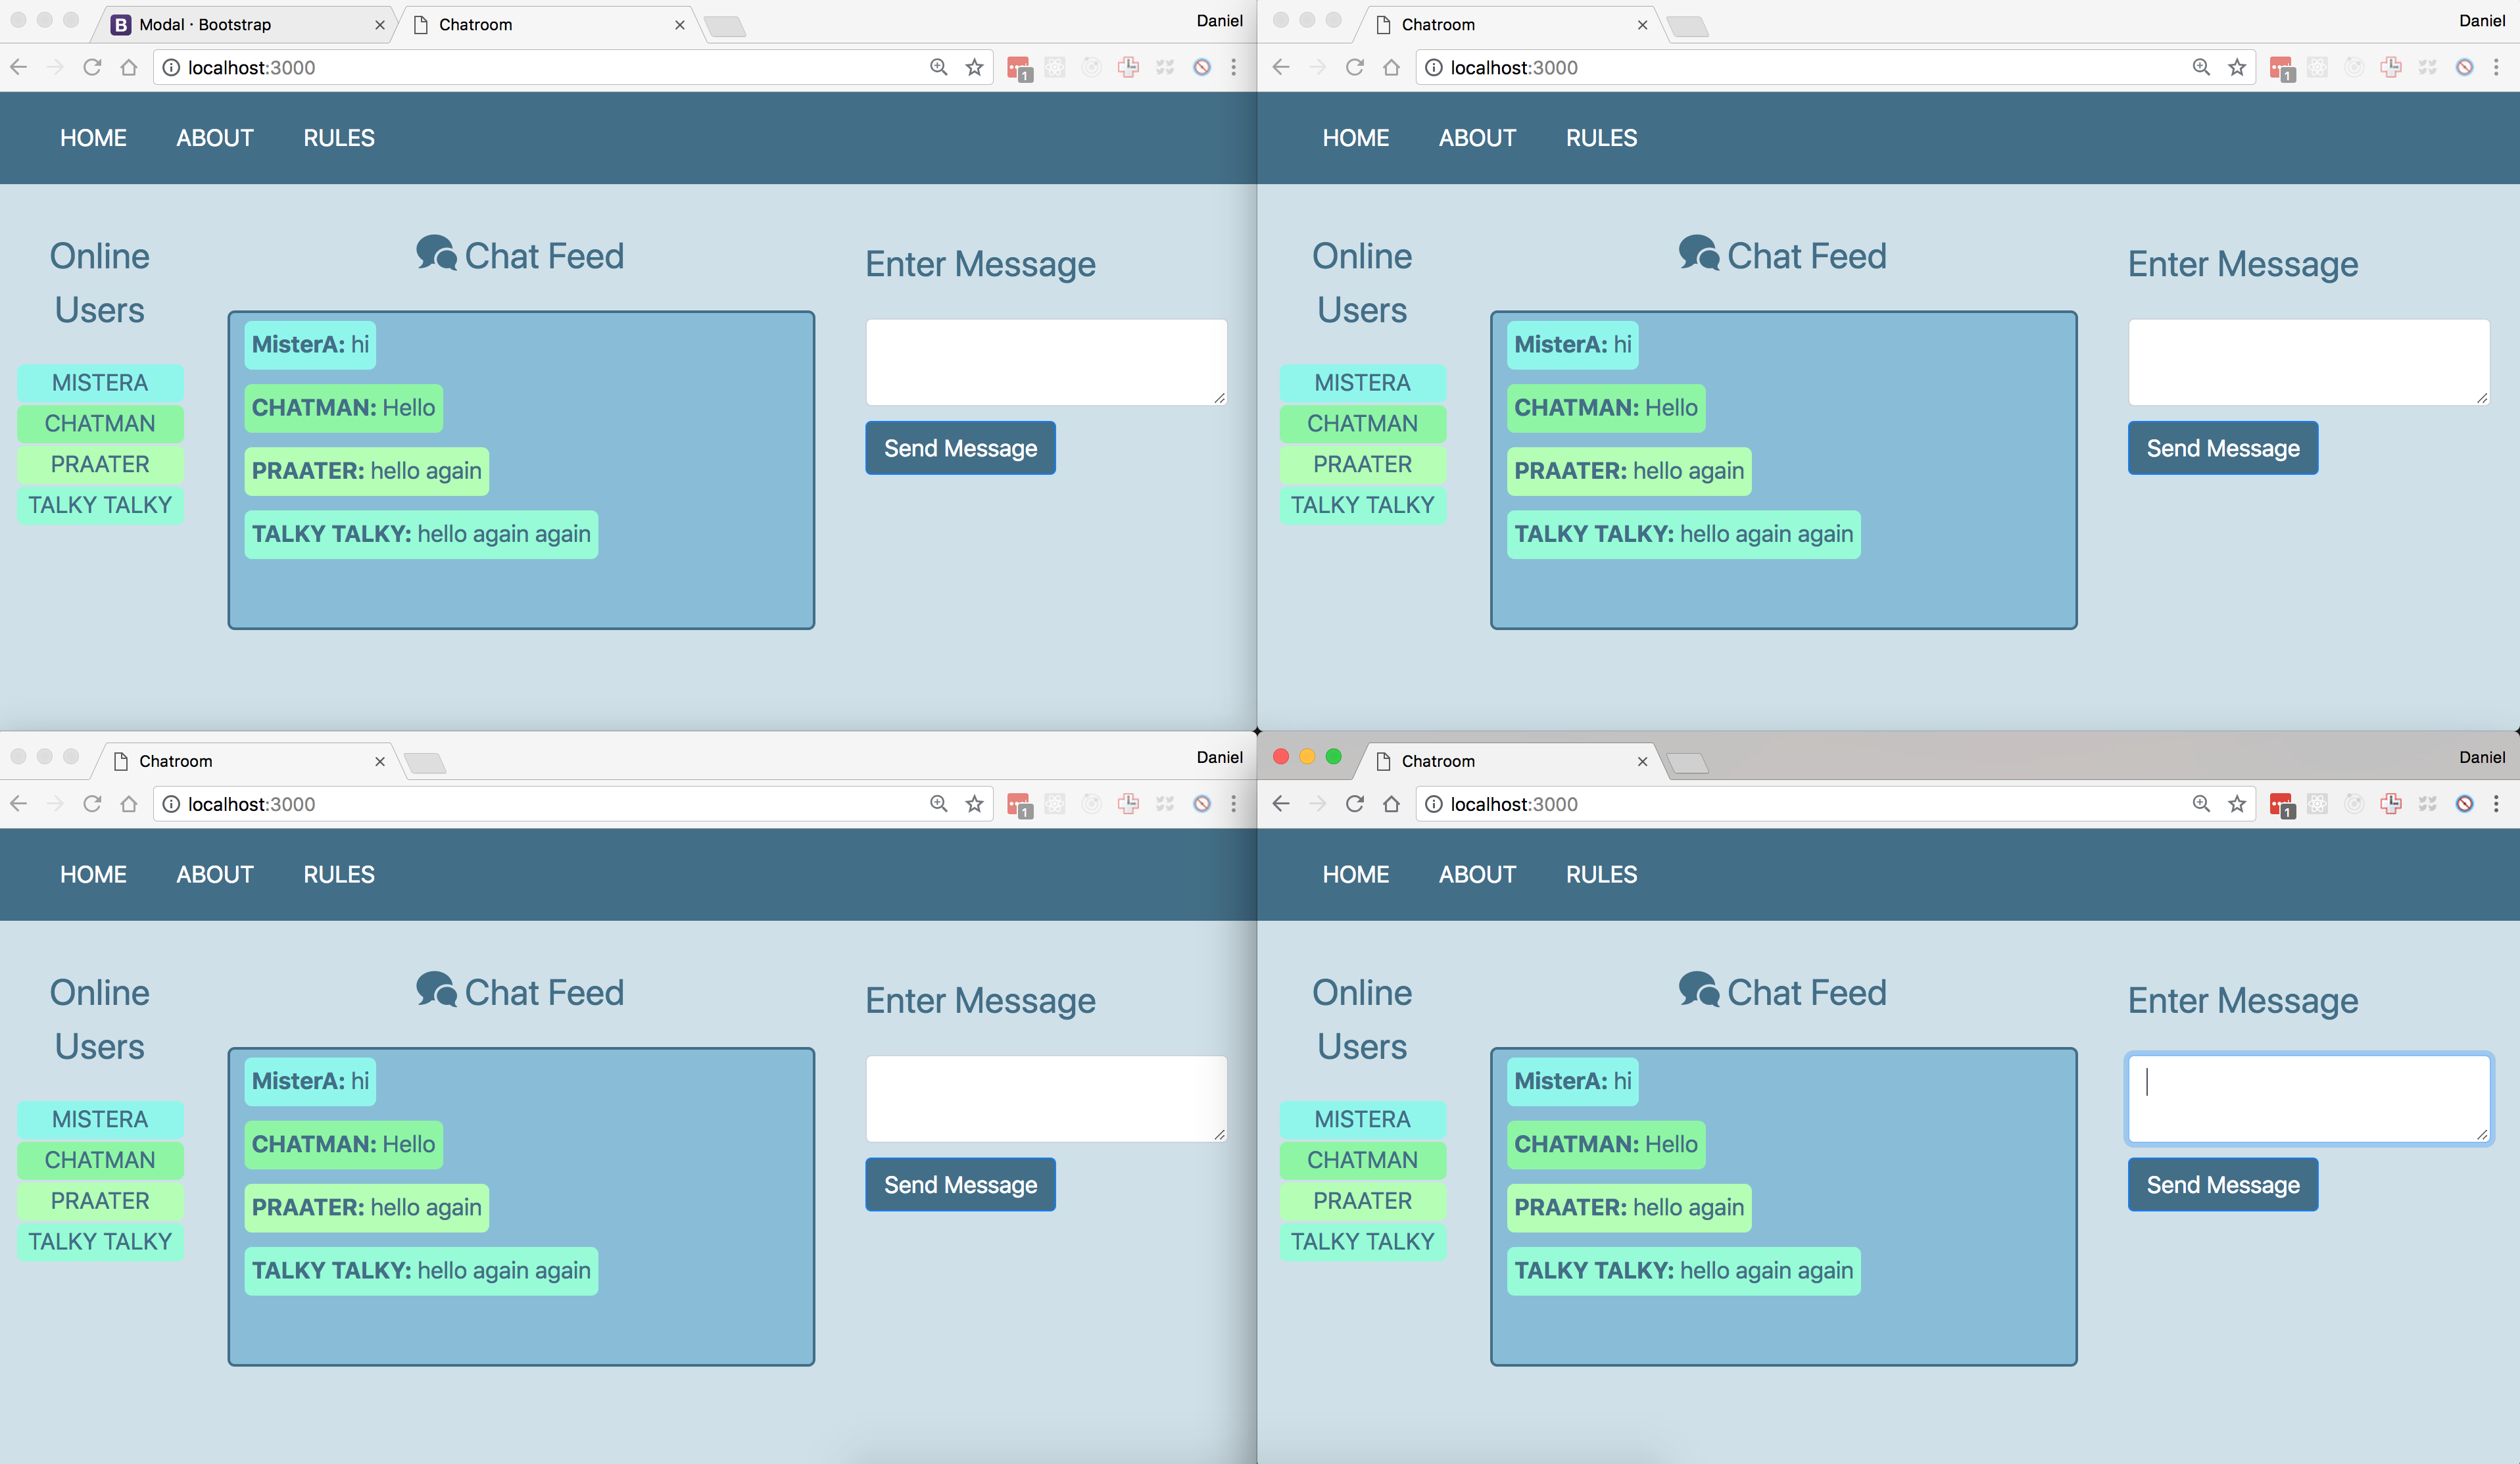 Modal · Bootstrap
Chatroom
Daniel
localhost:3000
1
HOME ABOUT RULES
Online
Users
MISTERA
CHATMAN
PRAATER
TALKY TALKY
Chat Feed
MisterA: hi
CHATMAN: Hello
PRAATER: hello again
TALKY TALKY: hello again again
Enter Message
Send Message
Chatroom
Daniel
localhost:3000
1
HOME ABOUT RULES
Online
Users
MISTERA
CHATMAN
PRAATER
TALKY TALKY
Chat Feed
MisterA: hi
CHATMAN: Hello
PRAATER: hello again
TALKY TALKY: hello again again
Enter Message
Send Message
Chatroom
Daniel
localhost:3000
1
HOME ABOUT RULES
Online
Users
MISTERA
CHATMAN
PRAATER
TALKY TALKY
Chat Feed
MisterA: hi
CHATMAN: Hello
PRAATER: hello again
TALKY TALKY: hello again again
Enter Message
Send Message
Chatroom
Daniel
localhost:3000
1
HOME ABOUT RULES
Online
Users
MISTERA
CHATMAN
PRAATER
TALKY TALKY
Chat Feed
MisterA: hi
CHATMAN: Hello
PRAATER: hello again
TALKY TALKY: hello again again
Enter Message
Send Message